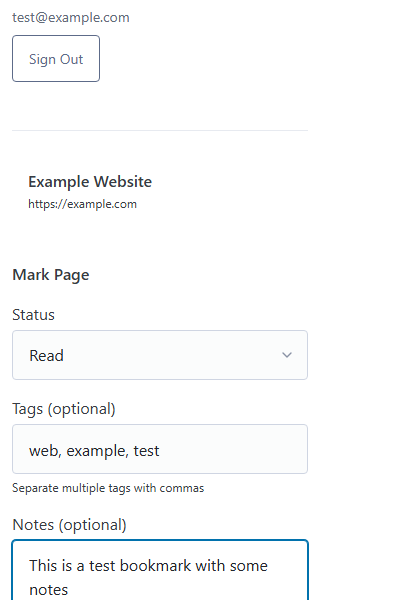 test@example.com
Sign Out
Example Website
https://example.com
Mark Page
Status
Read
Tags (optional)
web, example, test
Separate multiple tags with commas
Notes (optional)
This is a test bookmark with some
notes